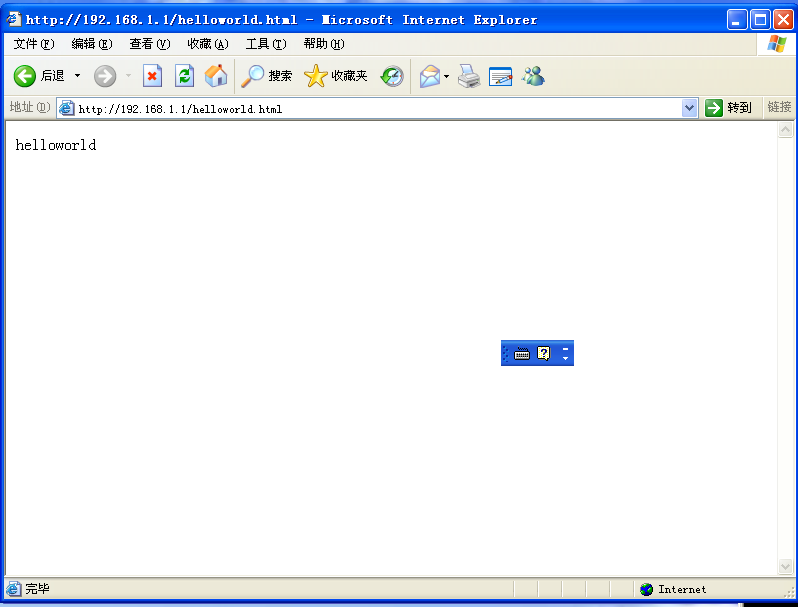 http://192.168.1.1/helloworld.html - Microsoft Internet Explorer
文件(F) 编辑(E) 查看(V) 收藏(A) 工具(T) 帮助(H)
后退 搜索 收藏夹
地址(D) http://192.168.1.1/helloworld.html 转到 链接
helloworld
完毕 Internet